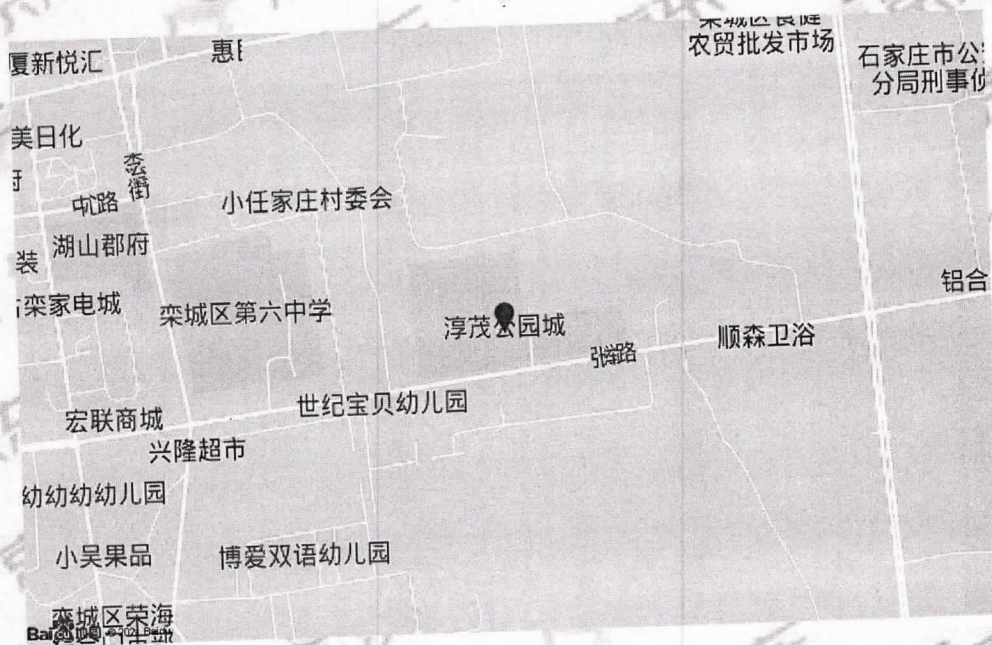 农贸批发市场
厦新悦汇
惠
石家庄市公
分局刑事侦
美日化
小任家庄村委会
湖山郡府
装
栾家电城
栾城区第六中学
淳茂公园城
铝合
顺森卫浴
世纪宝贝幼儿园
宏联商城
兴隆超市
幼幼幼幼儿园
小吴果品
博爱双语幼儿园
栾城区荣海